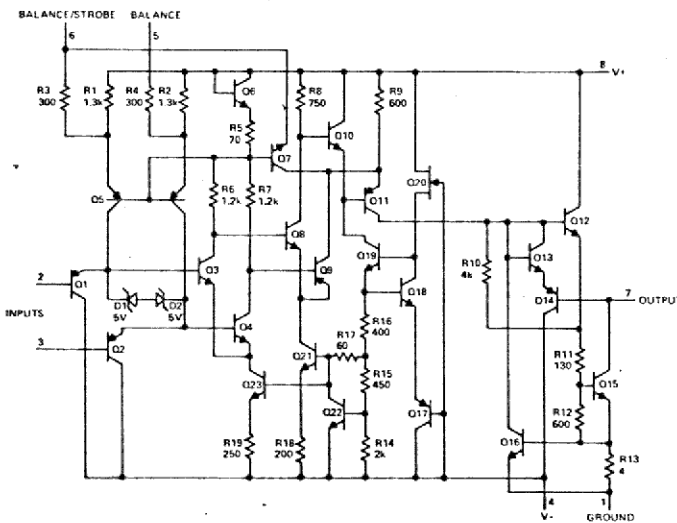 BALANCE/STROBE BALANCE
6
5
8 V+
R3
300
R1
1.3k
R4
300
R2
1.3k
Q6
R8
750
R9
600
Q10
R5
70
Q7
Q5
Q20
Q11
R6
1.2k
R7
1.2k
Q12
Q8
Q13
Q19
R10
4k
Q3
Q9
2
Q1
Q18
Q14
7
OUTPUT
D1
5V
D2
5V
INPUTS
Q4
R16
400
3
Q2
R17
60
R11
130
Q21
R15
450
Q15
Q23
R12
600
Q22
Q17
Q16
R19
250
R18
200
R14
2k
R13
4
4
V-
1
GROUND